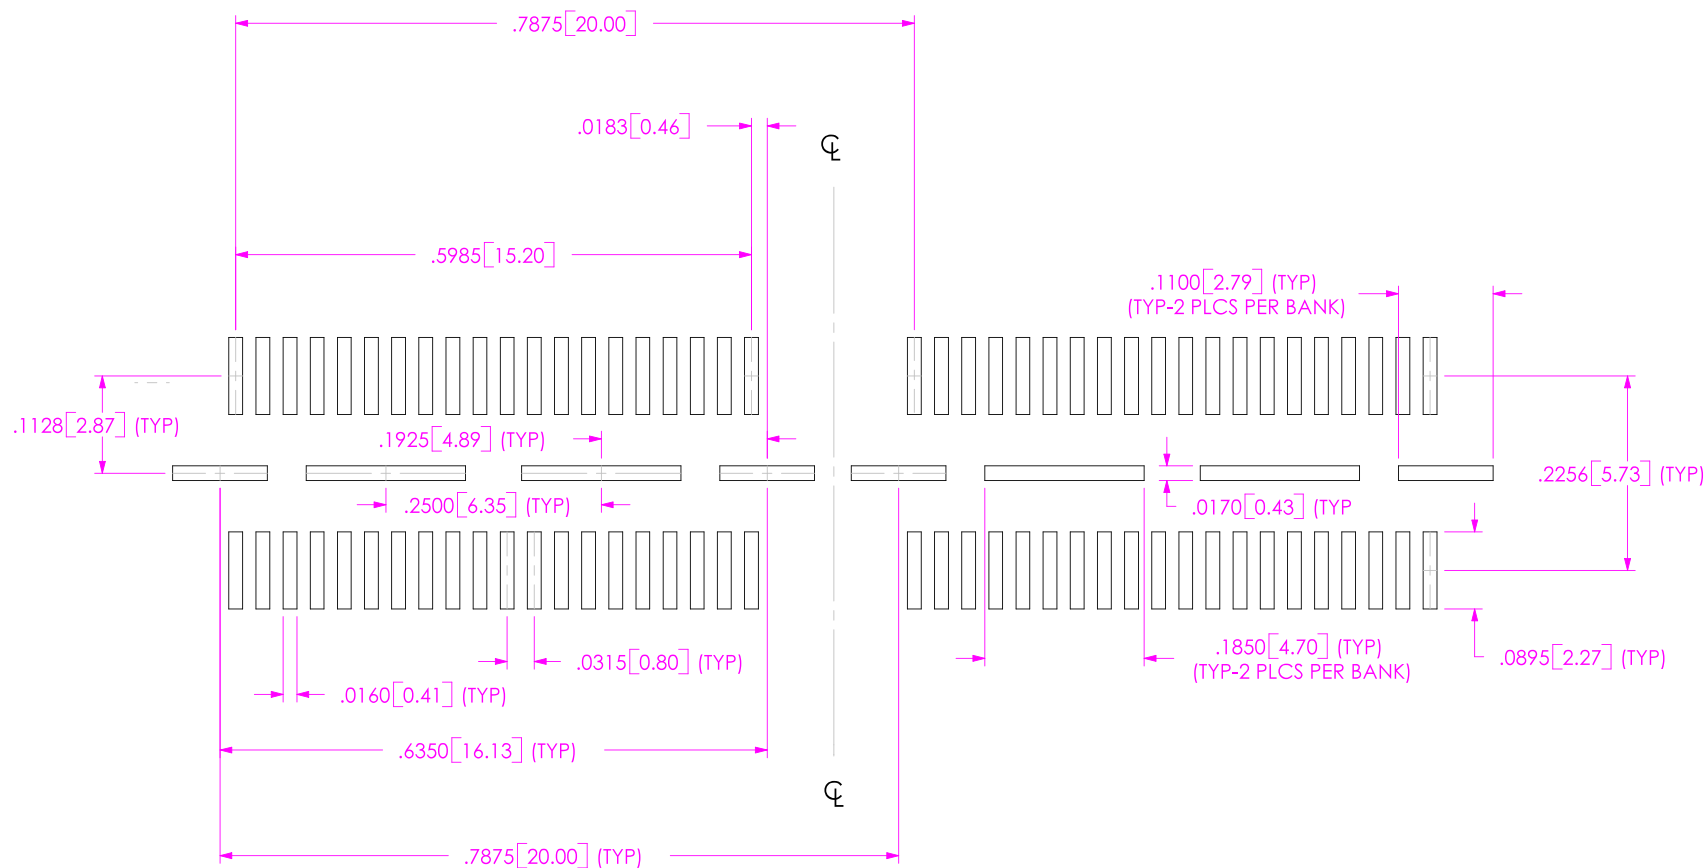 .7875[20.00]
.0183[0.46]
℄
.5985[15.20]
.1100[2.79] (TYP)
(TYP-2 PLCS PER BANK)
.1128[2.87] (TYP)
.1925[4.89] (TYP)
.2256[5.73] (TYP)
.2500[6.35] (TYP)
.0170[0.43] (TYP
.0315[0.80] (TYP)
.1850[4.70] (TYP)
(TYP-2 PLCS PER BANK)
.0895[2.27] (TYP)
.0160[0.41] (TYP)
.6350[16.13] (TYP)
℄
.7875[20.00] (TYP)